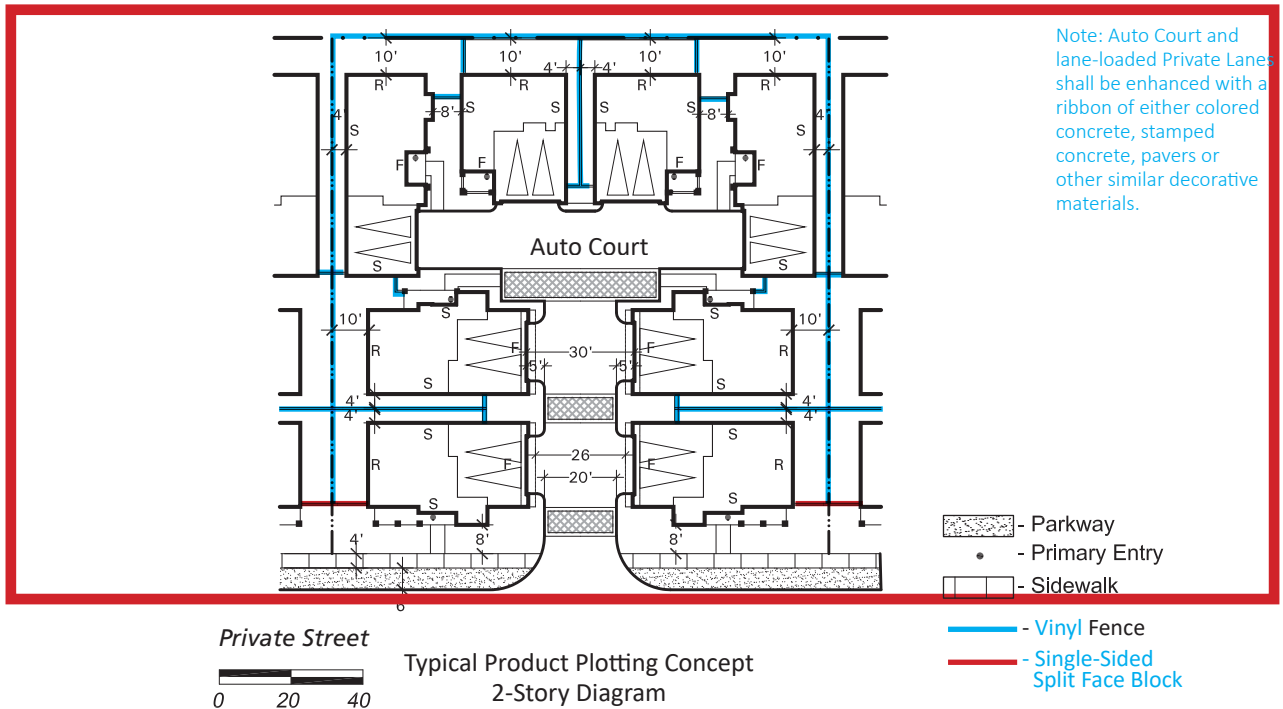 10' 10' 10' 10'
4' 4'
R R R R
8' 8'
S S S S
4' 4'
S S
F F F F
Auto Court
S S
S S
10' 10'
R F 30' F R
5' 5'
S S
4' 4'
4' 4'
S S
R F 26 F R
20'
S S
4' 8' 8'
6
Note: Auto Court and
lane-loaded Private Lanes
shall be enhanced with a
ribbon of either colored
concrete, stamped
concrete, pavers or
other similar decorative
materials.
- Parkway
- Primary Entry
- Sidewalk
- Vinyl Fence
- Single-Sided
Split Face Block
Private Street
0 20 40
Typical Product Plotting Concept
2-Story Diagram